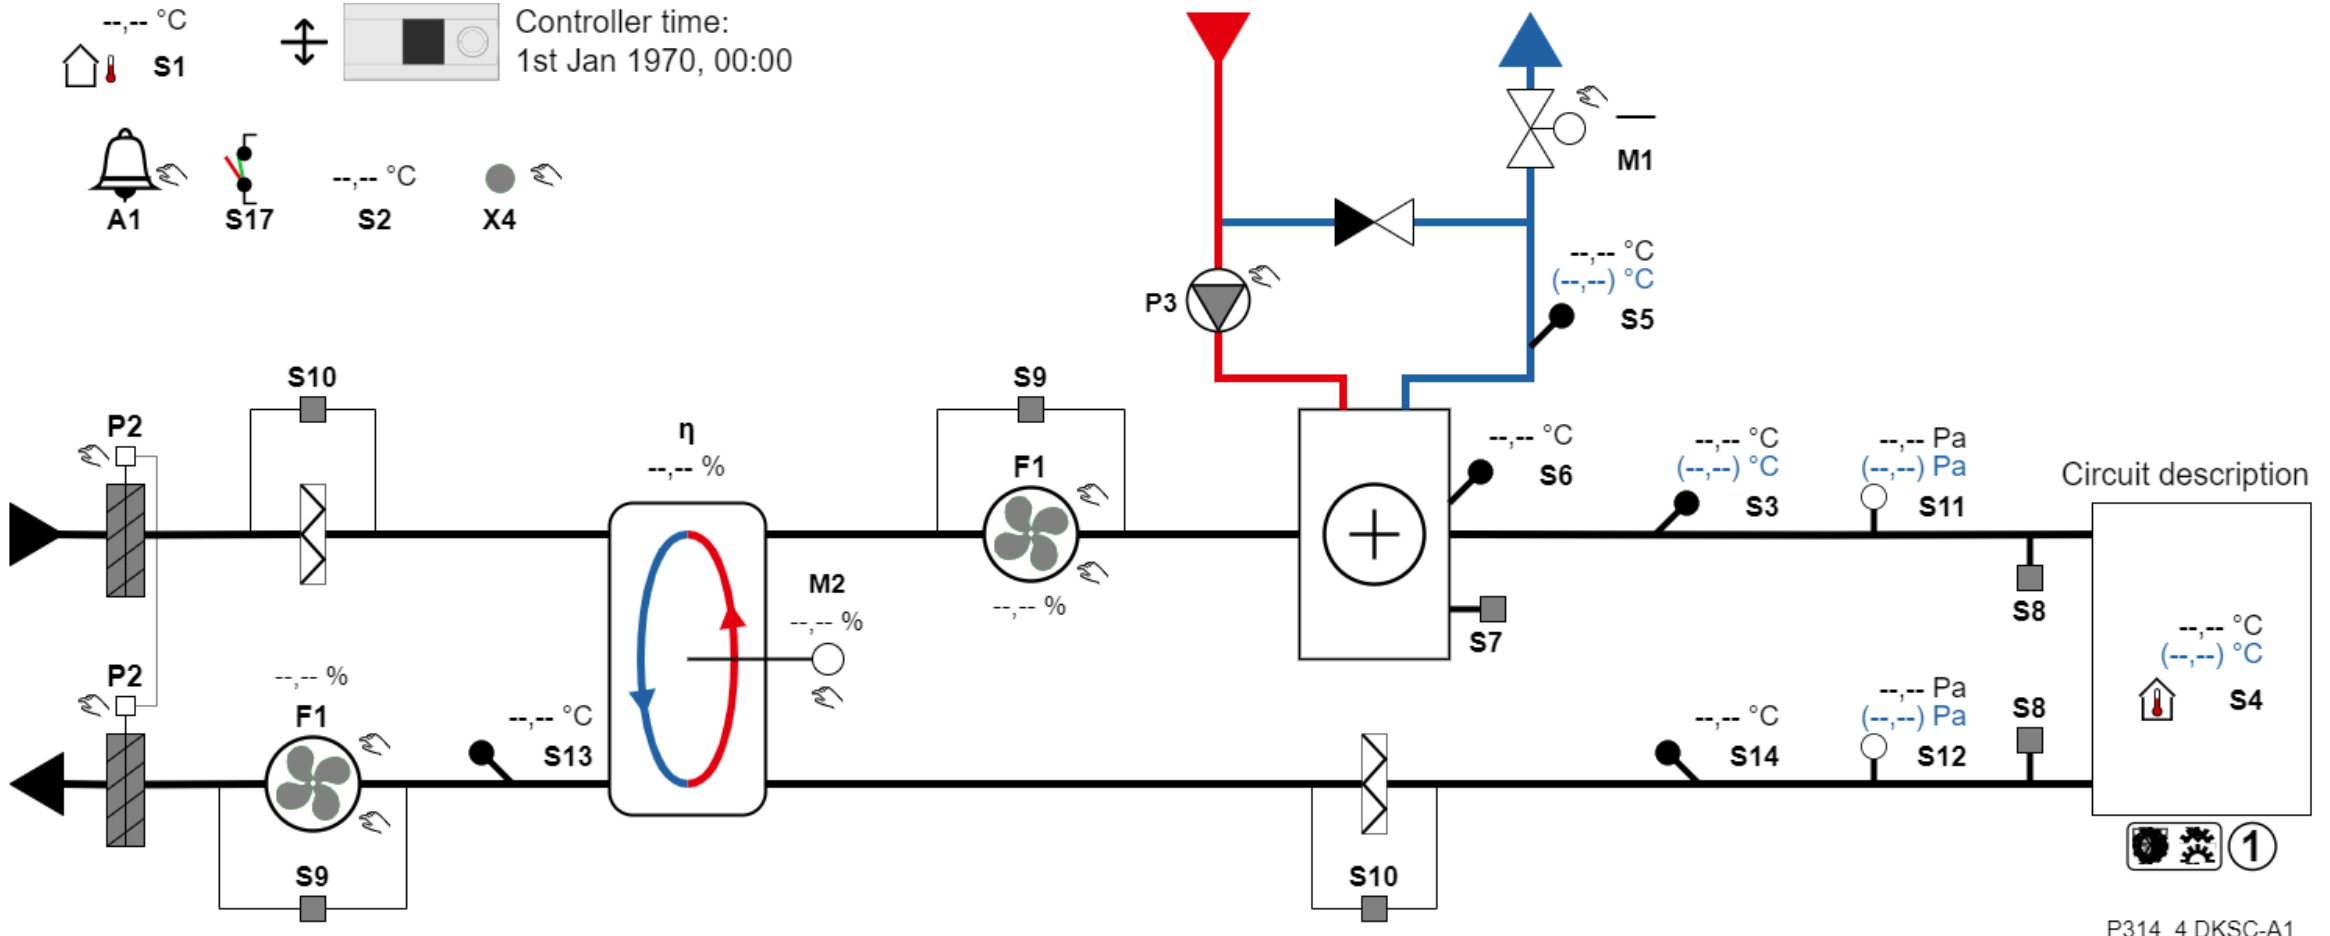 --,-- °C
S1
Controller time:
1st Jan 1970, 00:00
A1
S17
--,-- °C
S2
X4
M1
--,-- °C
(--,--) °C
S5
P3
S10
S9
P2
η
--,-- %
F1
--,-- °C
S6
--,-- °C
(--,--) °C
S3
--,-- Pa
(--,--) Pa
S11
Circuit description
M2
--,-- %
--,-- %
S7
S8
--,-- °C
(--,--) °C
S4
P2
--,-- %
F1
--,-- °C
S13
--,-- °C
S14
--,-- Pa
(--,--) Pa
S12
S8
1
S9
S10
P314_4 DKSC-A1